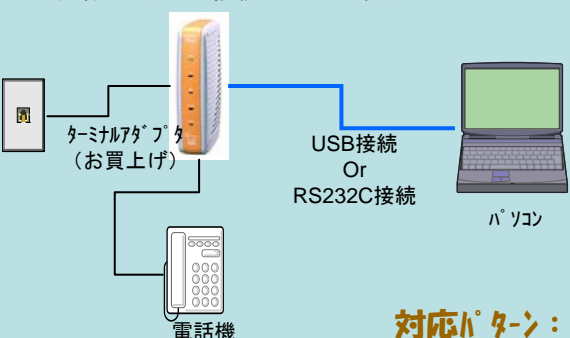 ﾀｰﾐﾅﾙｱﾀﾞﾌﾟﾀ
（お買上げ）
USB接続
Or
RS232C接続
ﾊﾟｿｺﾝ
電話機
対応ﾊﾟﾀｰﾝ：